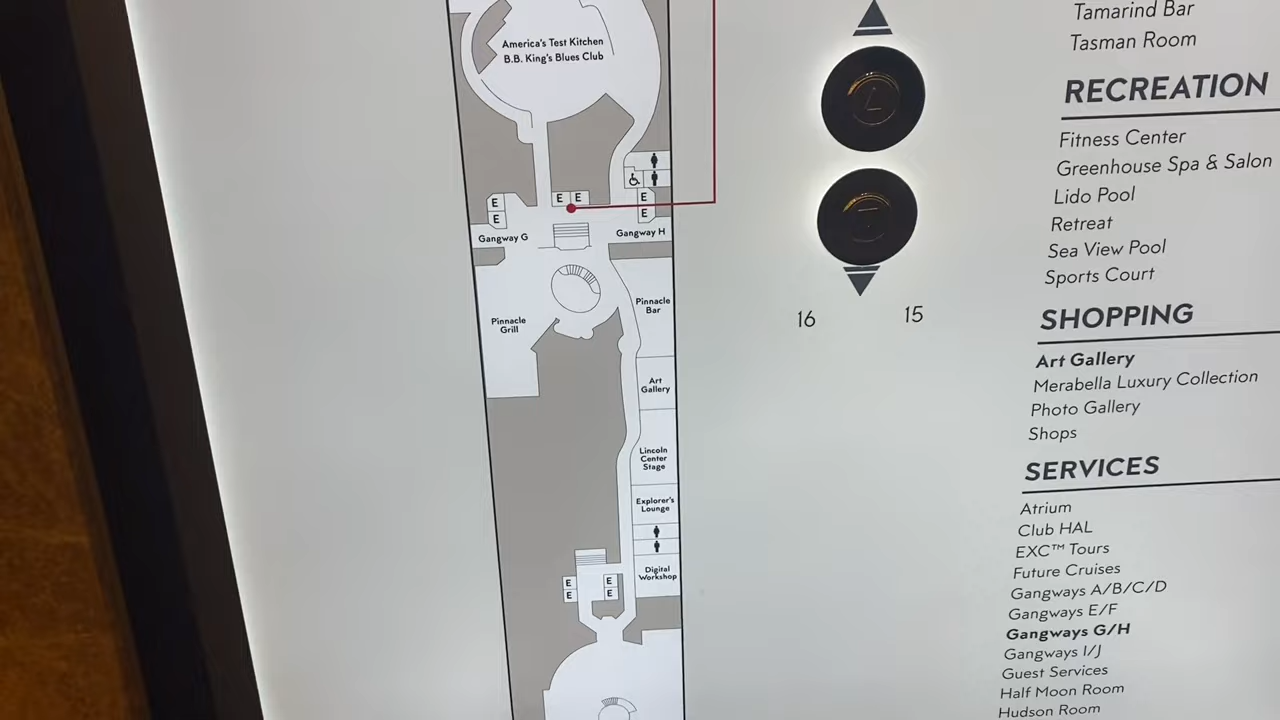 America's Test Kitchen
B.B. King's Blues Club
E
E
E E
E
E
Gangway G
Gangway H
Pinnacle
Bar
Pinnacle
Grill
Art
Gallery
Lincoln
Center
Stage
Explorer's
Lounge
Digital
Workshop
E
E
E
E
16
15
Tamarind Bar
Tasman Room
RECREATION
Fitness Center
Greenhouse Spa & Salon
Lido Pool
Retreat
Sea View Pool
Sports Court
SHOPPING
Art Gallery
Merabella Luxury Collection
Photo Gallery
Shops
SERVICES
Atrium
Club HAL
EXC™ Tours
Future Cruises
Gangways A/B/C/D
Gangways E/F
Gangways G/H
Gangways I/J
Guest Services
Half Moon Room
Hudson Room